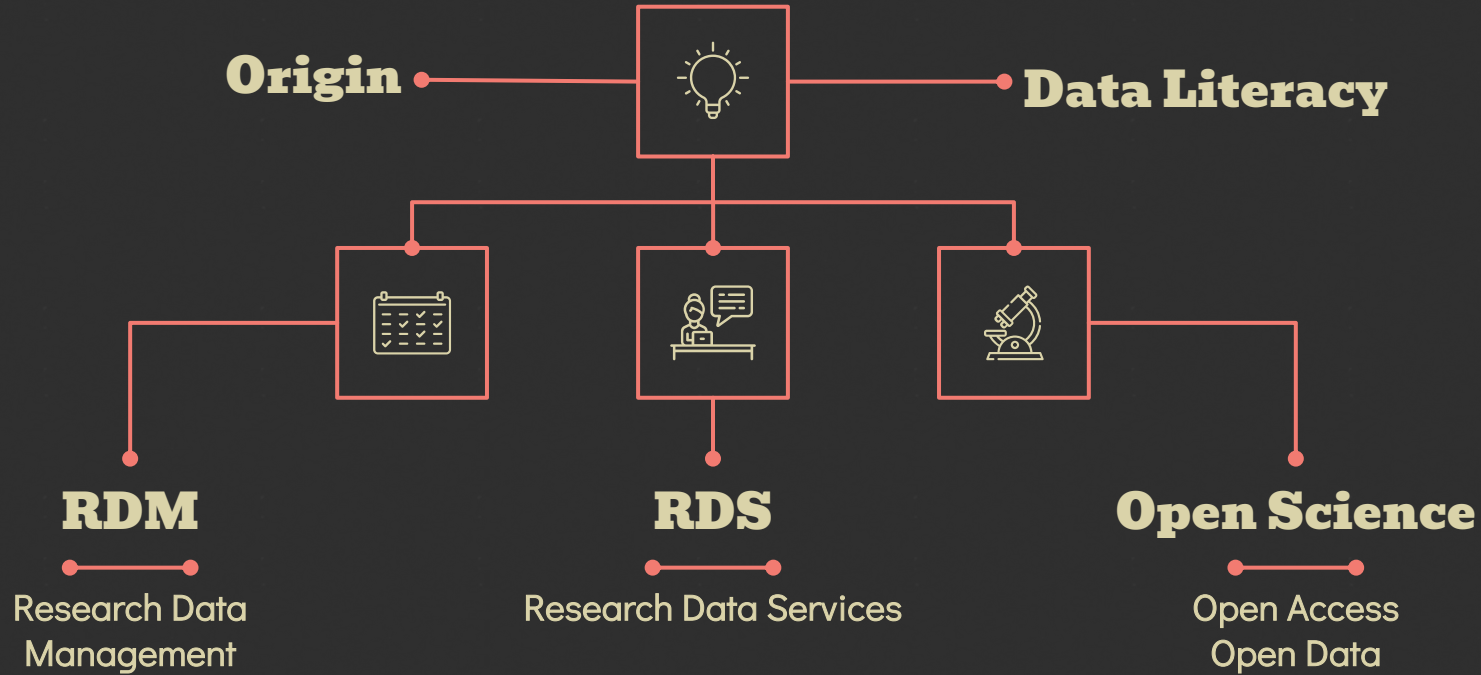 Origin
Data Literacy
RDM
Research Data
Management
RDS
Research Data Services
Open Science
Open Access
Open Data